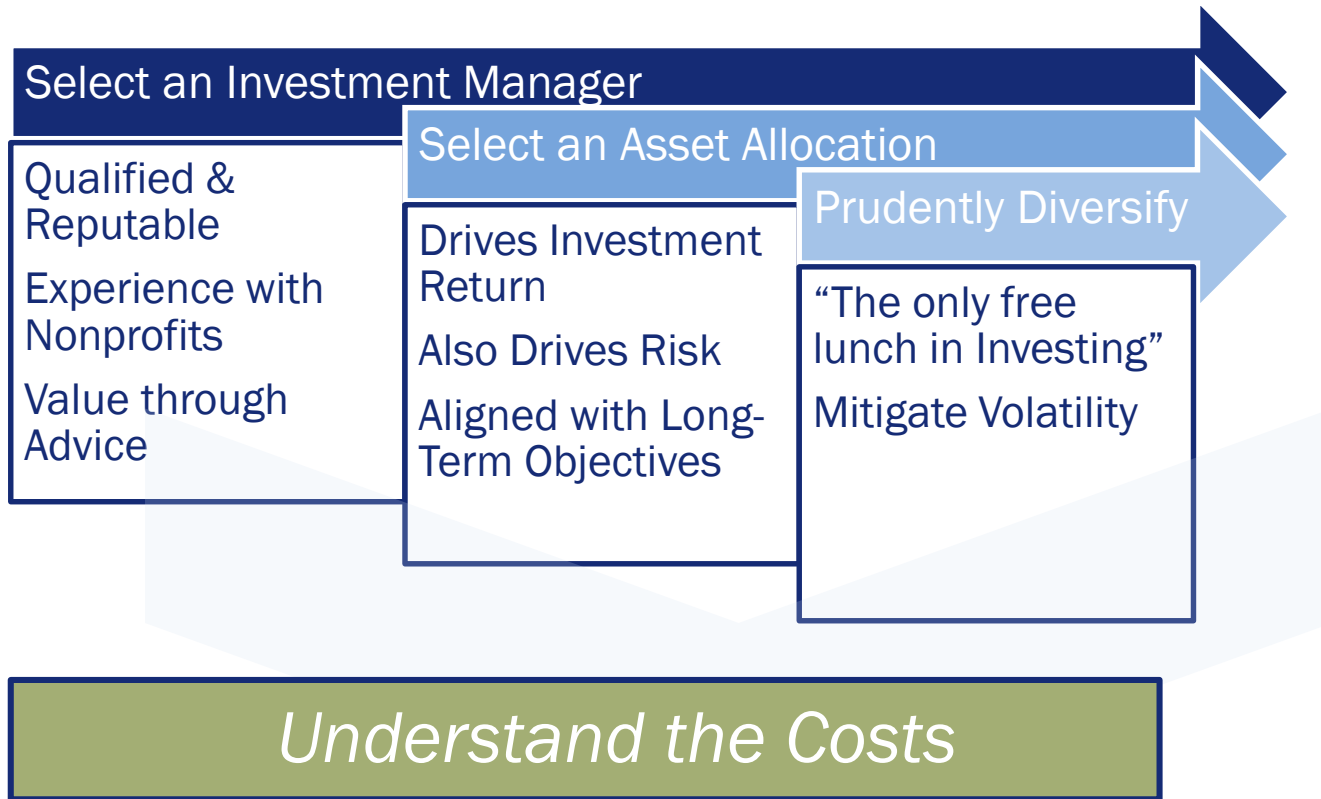 Select an Investment Manager
Qualified &
Reputable
Experience with
Nonprofits
Value through
Advice
Select an Asset Allocation
Drives Investment
Return
Also Drives Risk
Aligned with Long-
Term Objectives
Prudently Diversify
“The only free
lunch in Investing”
Mitigate Volatility
Understand the Costs